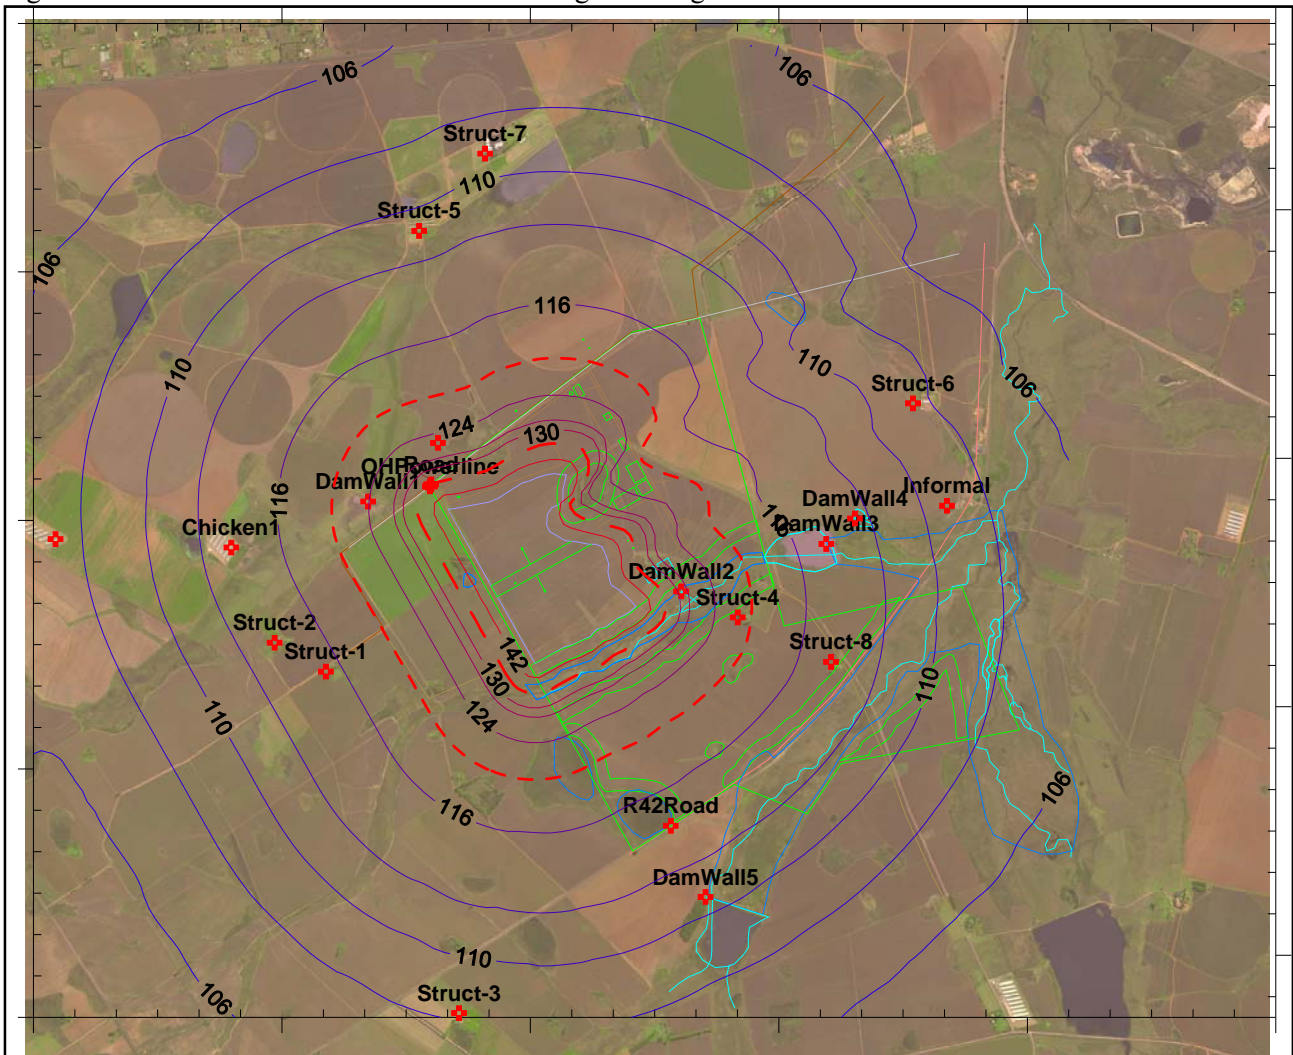 106
106
Struct-7
110
Struct-5
106
116
110
110
106
Struct-6
124
130
OHPowerline
Road
DamWall1
116
Informal
DamWall4
DamWall3
Chicken1
DamWall2
Struct-4
Struct-2
Struct-1
Struct-8
142
130
110
124
110
106
116
R42Road
DamWall5
110
106
Struct-3